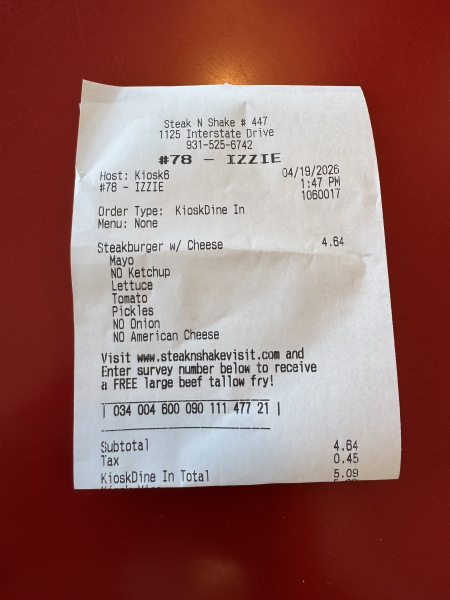 Steak N Shake # 447
1125 Interstate Drive
931-525-6742
#78 - IZZIE
Host: Kiosk6 04/19/2026
#78 - IZZIE 1:47 PM
1060017
Order Type: KioskDine In
Menu: None
Steakburger w/ Cheese 4.64
Mayo
NO Ketchup
Lettuce
Tomato
Pickles
NO Onion
NO American Cheese
Visit www.steaknshakevisit.com and
Enter survey number below to receive
a FREE large beef tallow fry!
| 034 004 600 090 111 477 21 |
Subtotal 4.64
Tax 0.45
KioskDine In Total 5.09